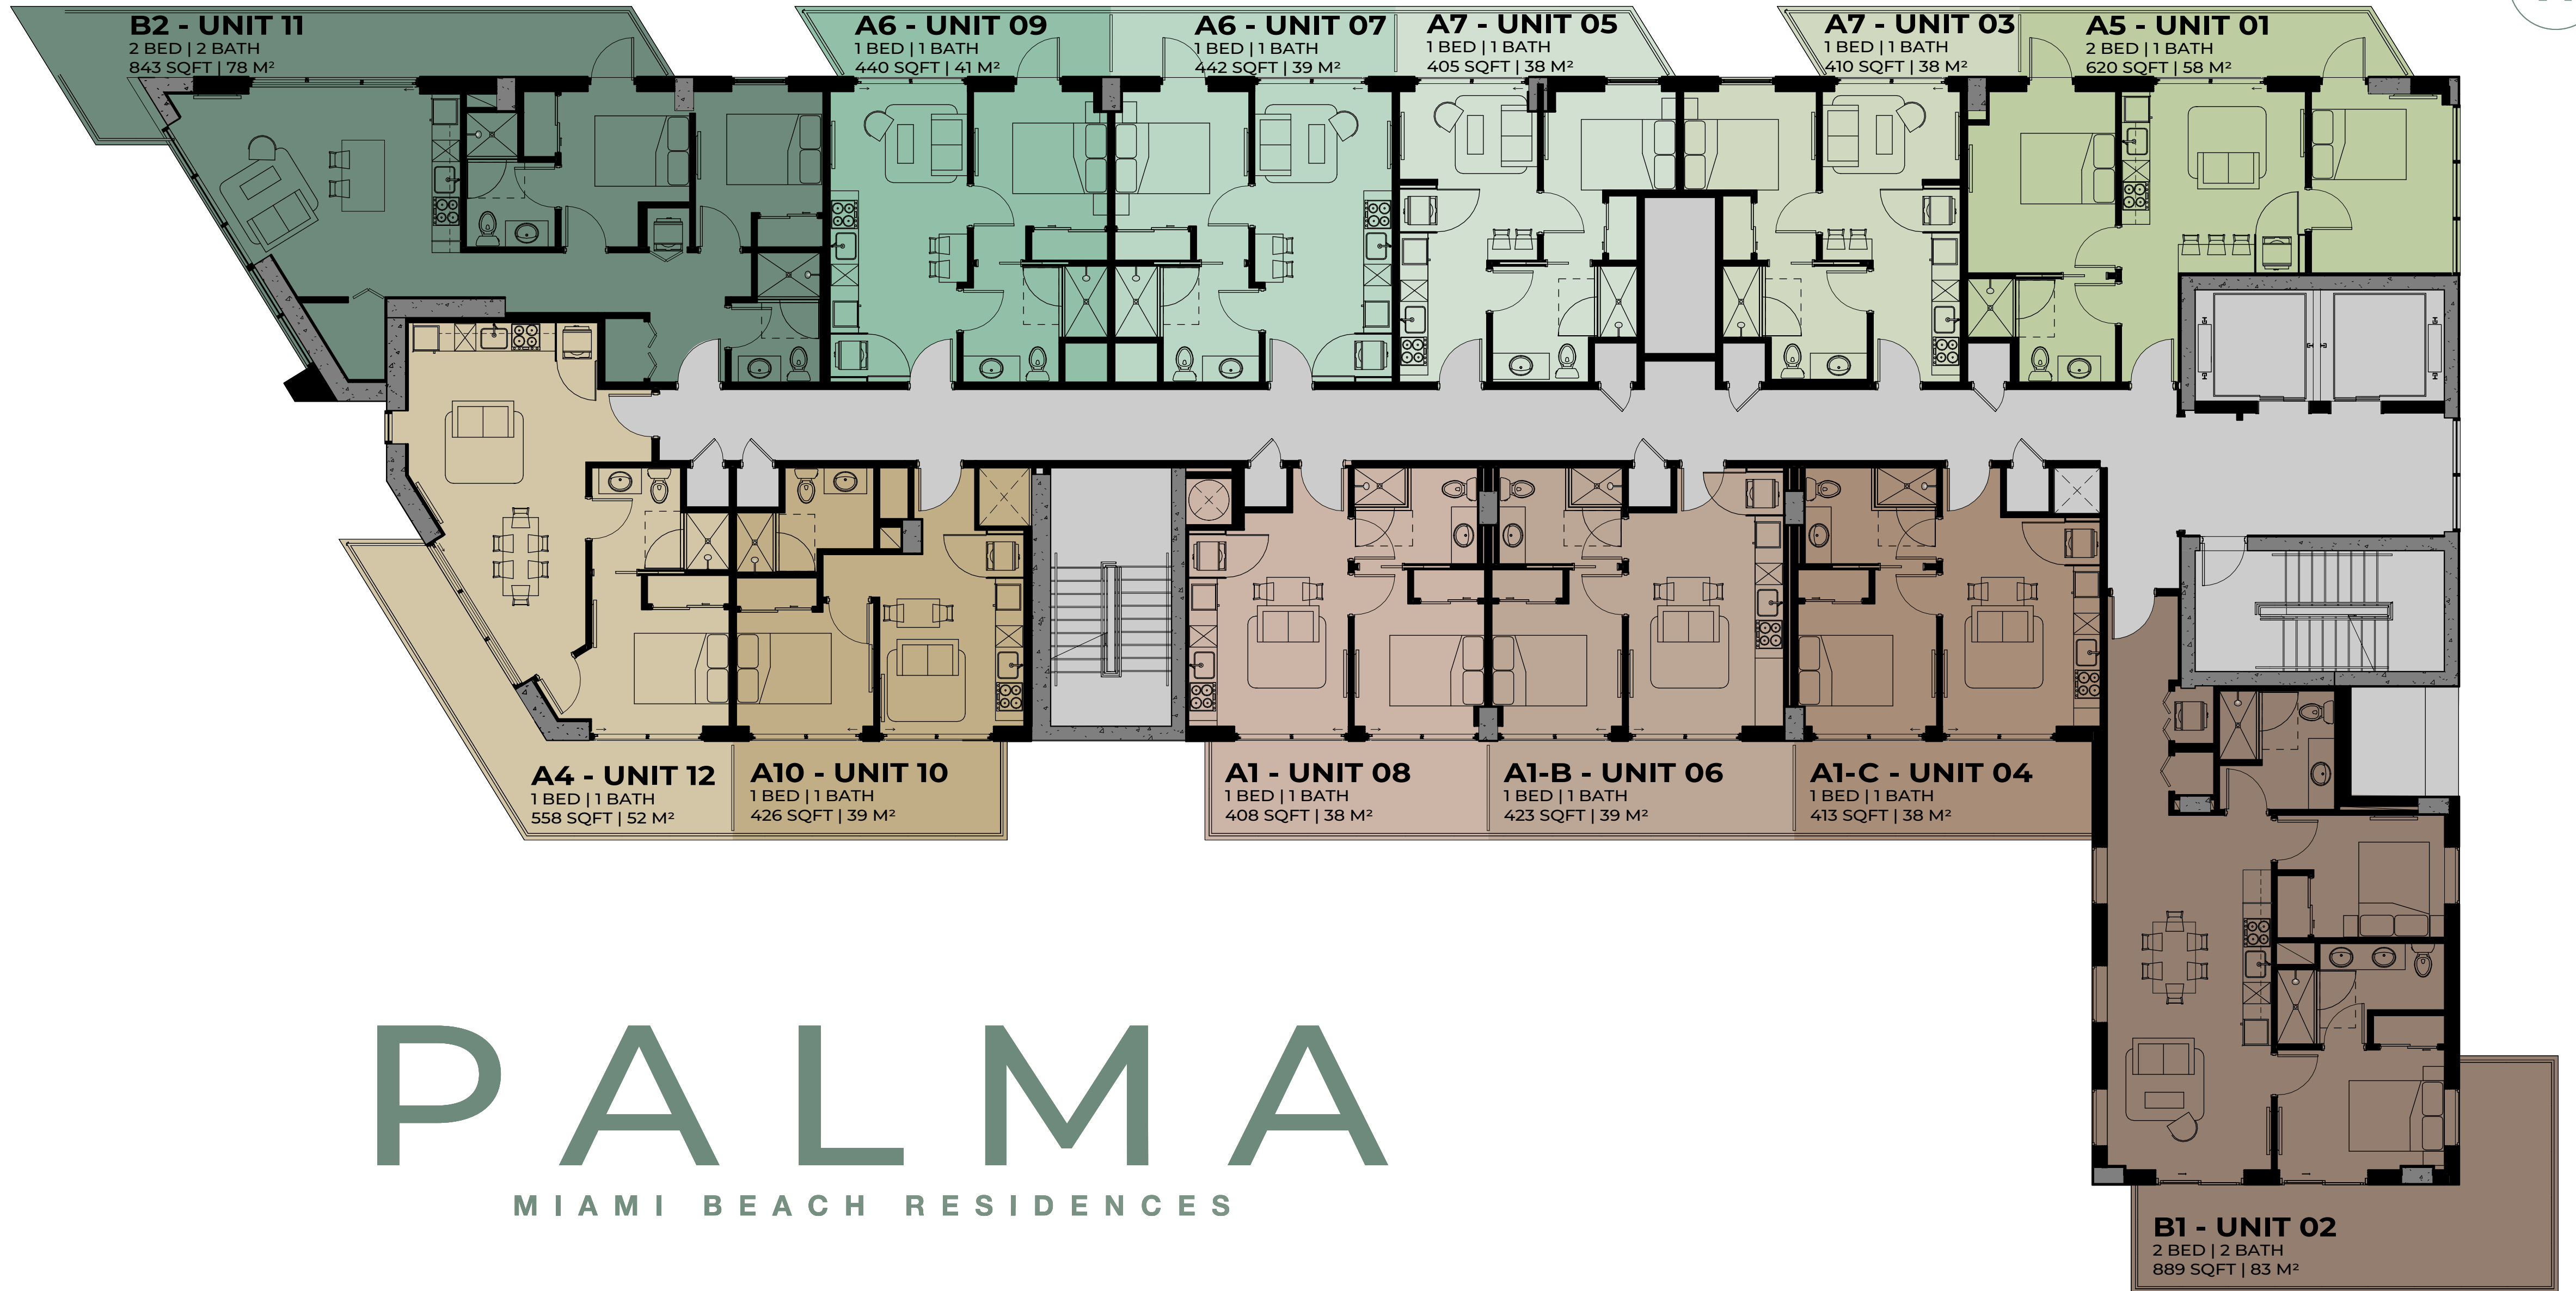 B2 - UNIT 11
2 BED | 2 BATH
843 SQFT | 78 M²
A6 - UNIT 09
1 BED | 1 BATH
440 SQFT | 41 M²
A6 - UNIT 07
1 BED | 1 BATH
442 SQFT | 39 M²
A7 - UNIT 05
1 BED | 1 BATH
405 SQFT | 38 M²
A7 - UNIT 03
1 BED | 1 BATH
410 SQFT | 38 M²
A5 - UNIT 01
2 BED | 1 BATH
620 SQFT | 58 M²
A4 - UNIT 12
1 BED | 1 BATH
558 SQFT | 52 M²
A10 - UNIT 10
1 BED | 1 BATH
426 SQFT | 39 M²
A1 - UNIT 08
1 BED | 1 BATH
408 SQFT | 38 M²
A1-B - UNIT 06
1 BED | 1 BATH
423 SQFT | 39 M²
A1-C - UNIT 04
1 BED | 1 BATH
413 SQFT | 38 M²
PALMA
MIAMI BEACH RESIDENCES
B1 - UNIT 02
2 BED | 2 BATH
889 SQFT | 83 M²